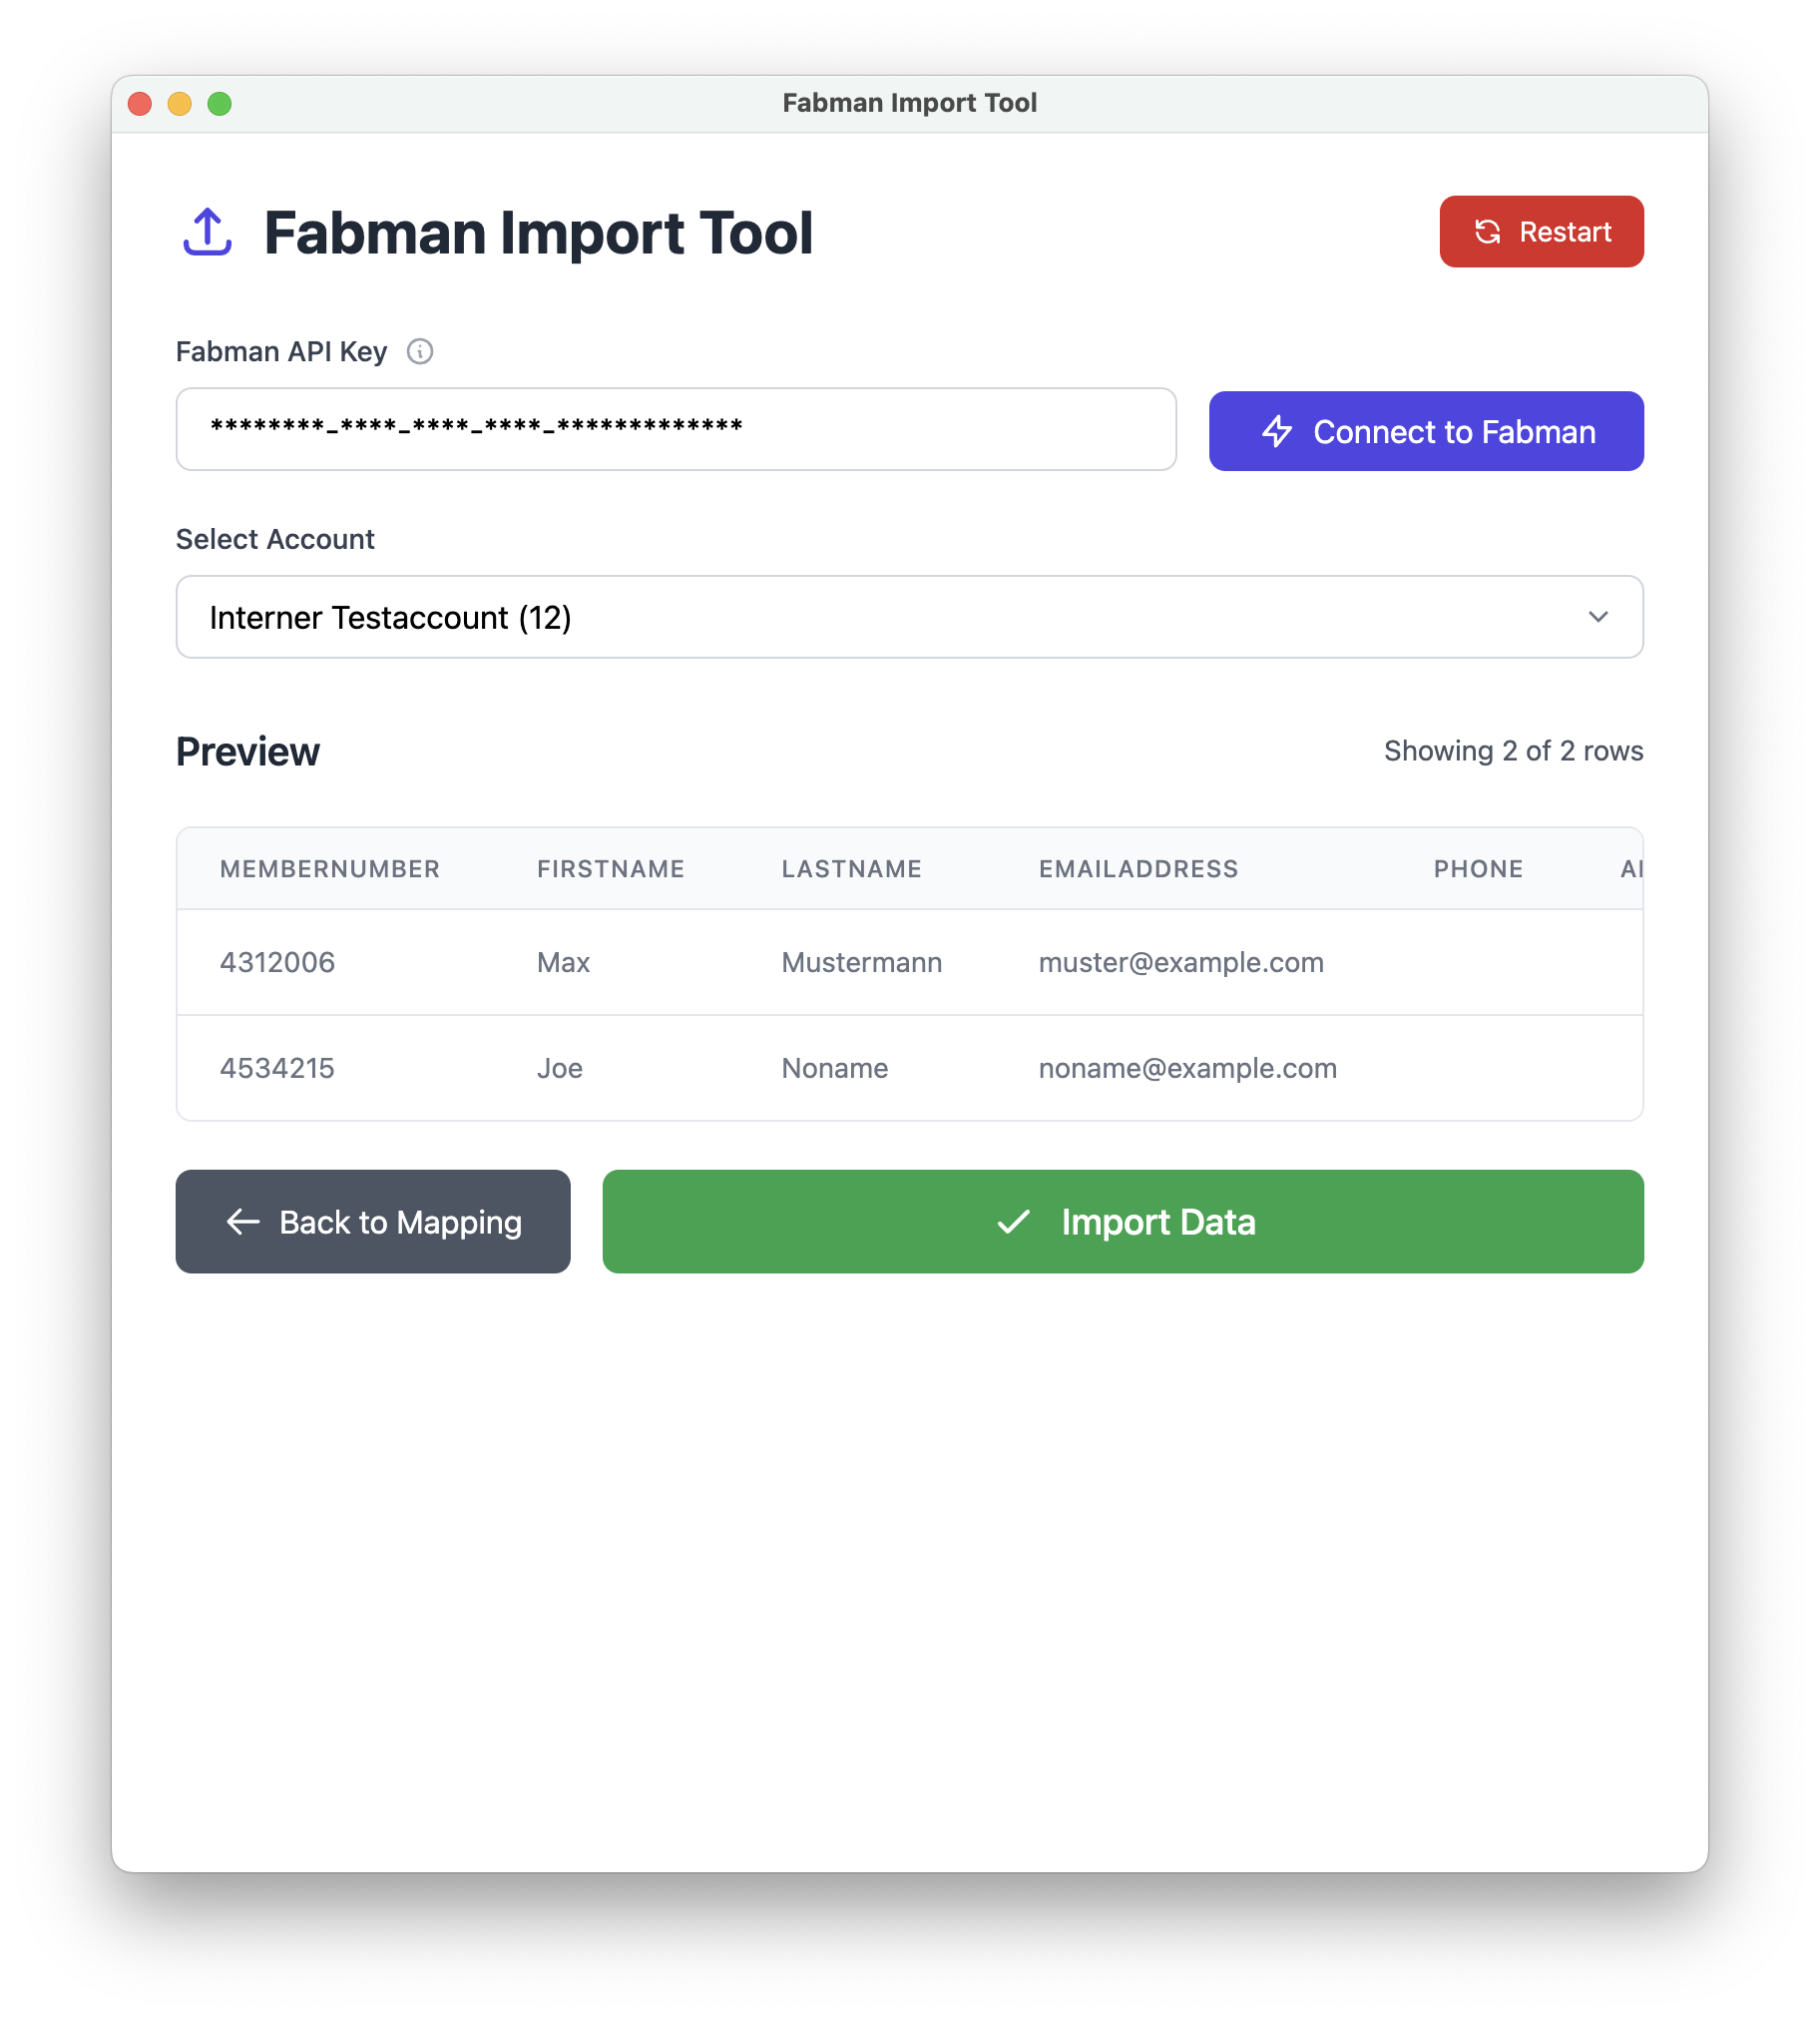 Fabman Import Tool
Fabman Import Tool
Restart
Fabman API Key
********-****-****-****-*************
Connect to Fabman
Select Account
Interner Testaccount (12)
Preview
Showing 2 of 2 rows
MEMBERNUMBER FIRSTNAME LASTNAME EMAILADDRESS PHONE
4312006 Max Mustermann muster@example.com
4534215 Joe Noname noname@example.com
Back to Mapping
Import Data